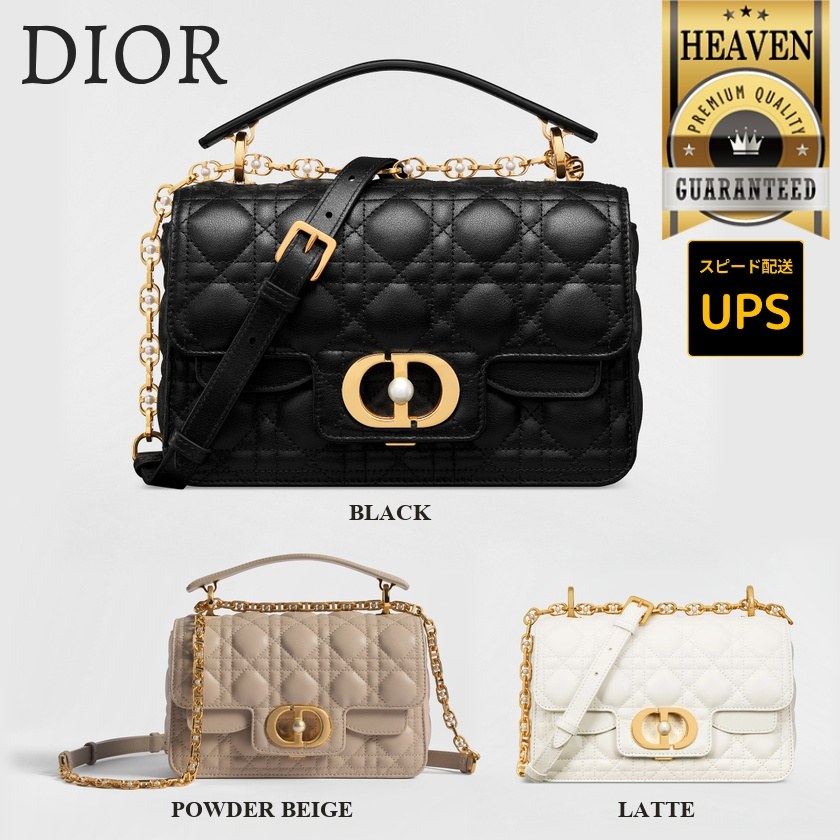 DIOR
HEAVEN
PREMIUM QUALITY
GUARANTEED
スピード配送
UPS
BLACK
POWDER BEIGE
LATTE